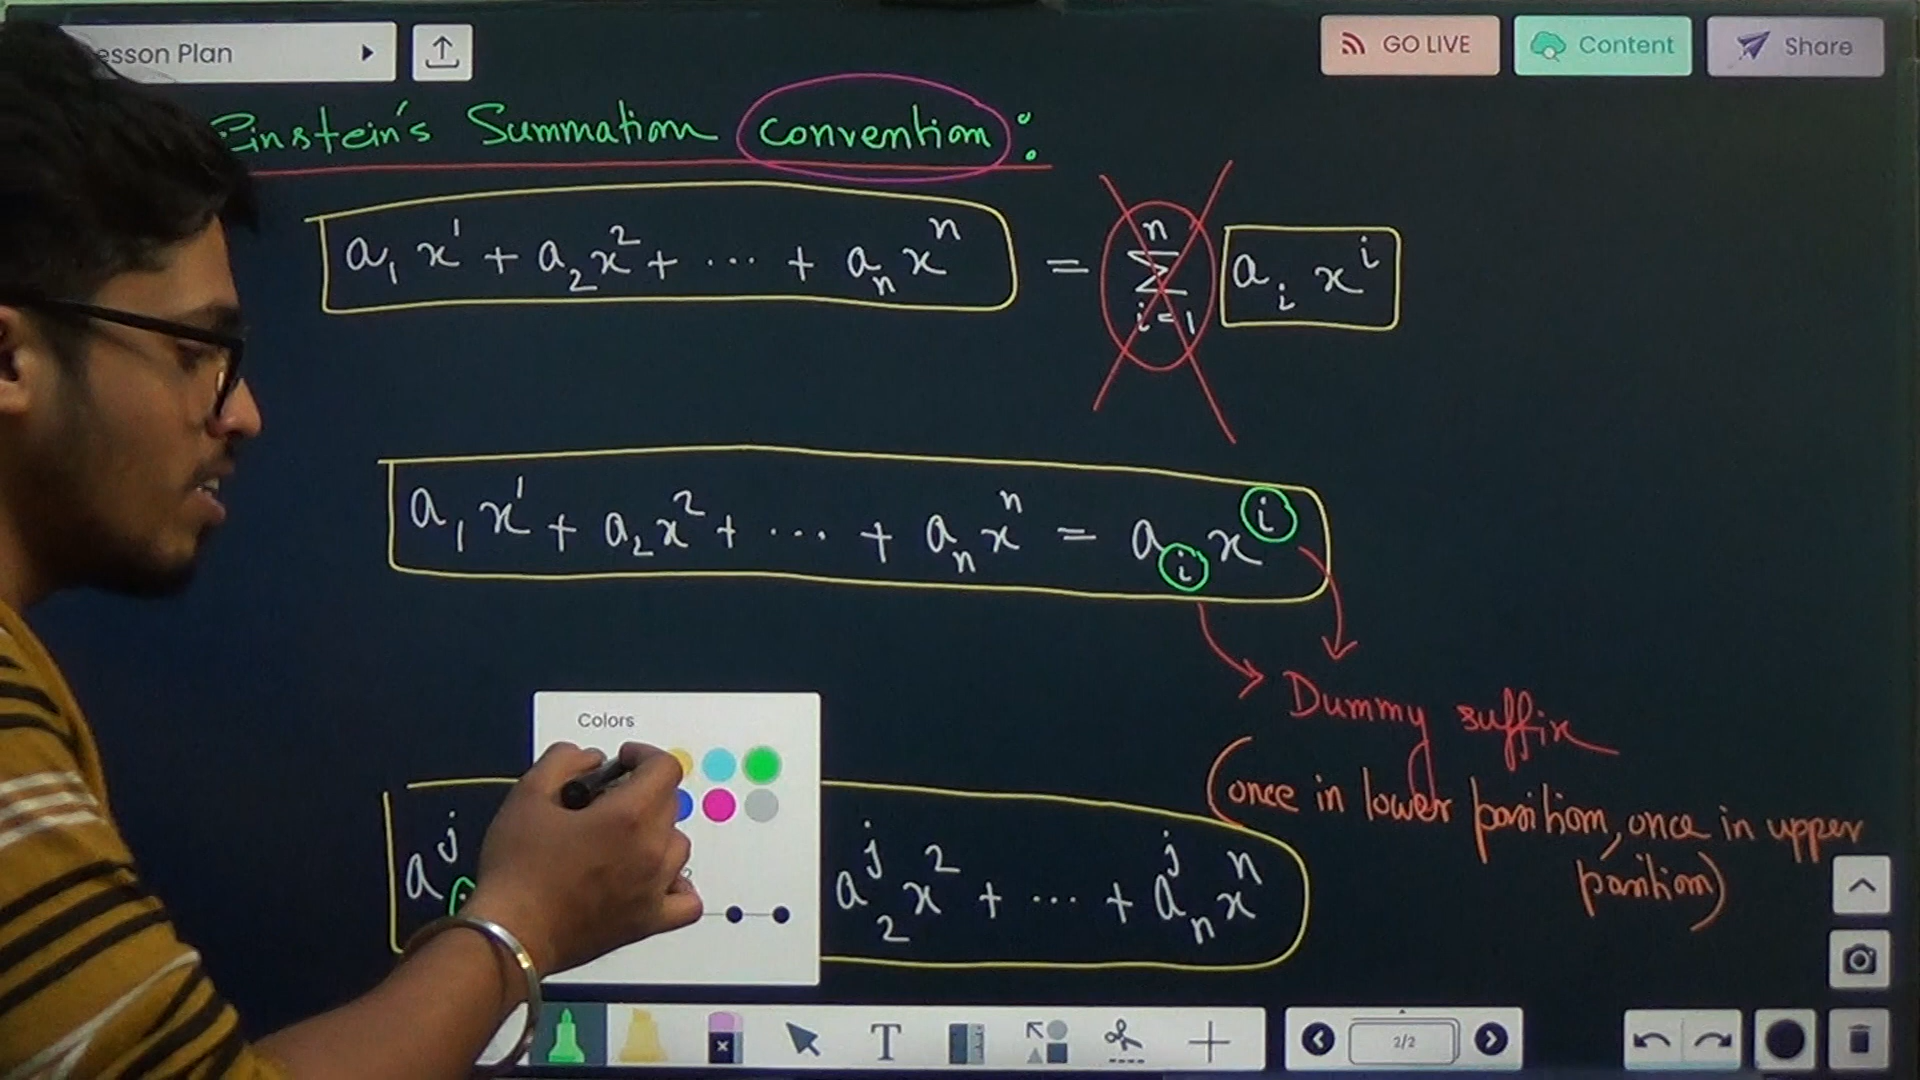 esson Plan
GO LIVE
Content
Share
Einstein's Summation Convention :
a₁ x¹ + a₂ x² + ... + aₙ xⁿ = n Σ i=1 aᵢ xⁱ
a₁ x¹ + a₂ x² + ... + aₙ xⁿ = aᵢ xⁱ
Dummy suffix
(once in lower position, once in upper
position)
Colors
aʲ
aʲ₂ x² + ... + aʲₙ xⁿ
T
2/2